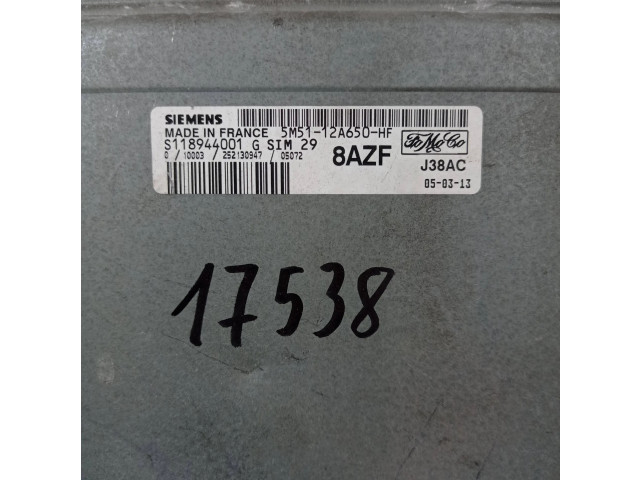 SIEMENS
MADE IN FRANCE 5M51-12A650-HF
S118944001 G SIM 29
0 / 10003 / 252130947 / 05072
8AZF
FoMoCo
J38AC
05-03-13
17538